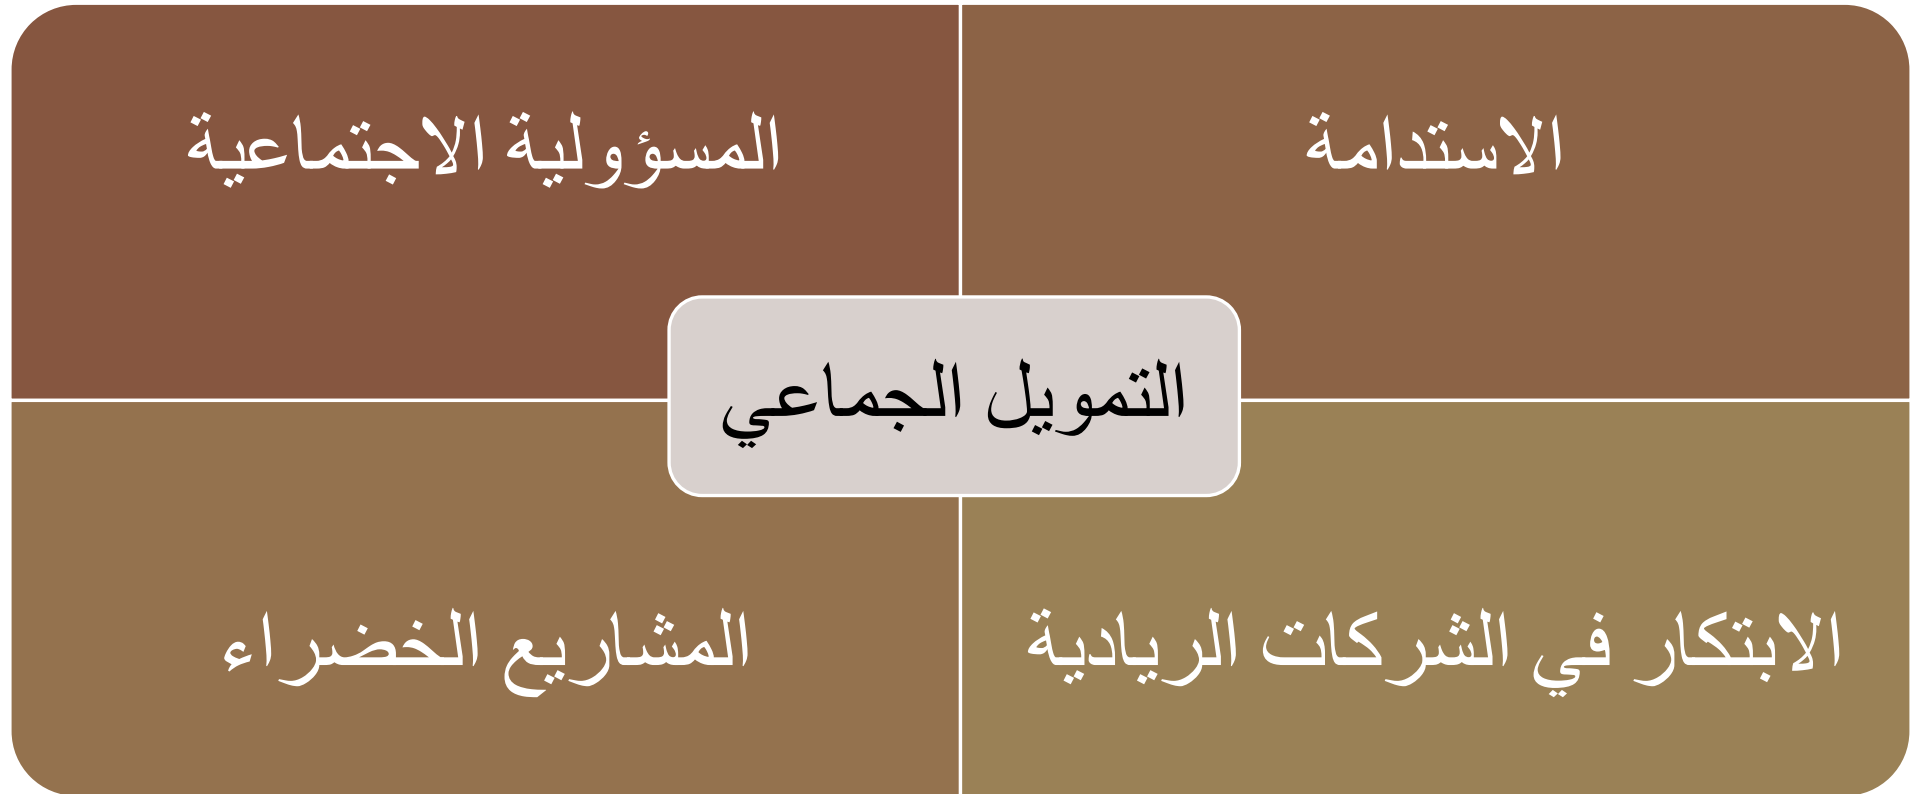 الاستدامة
المسؤولية الاجتماعية
التمويل الجماعي
الابتكار في الشركات الريادية
المشاريع الخضراء